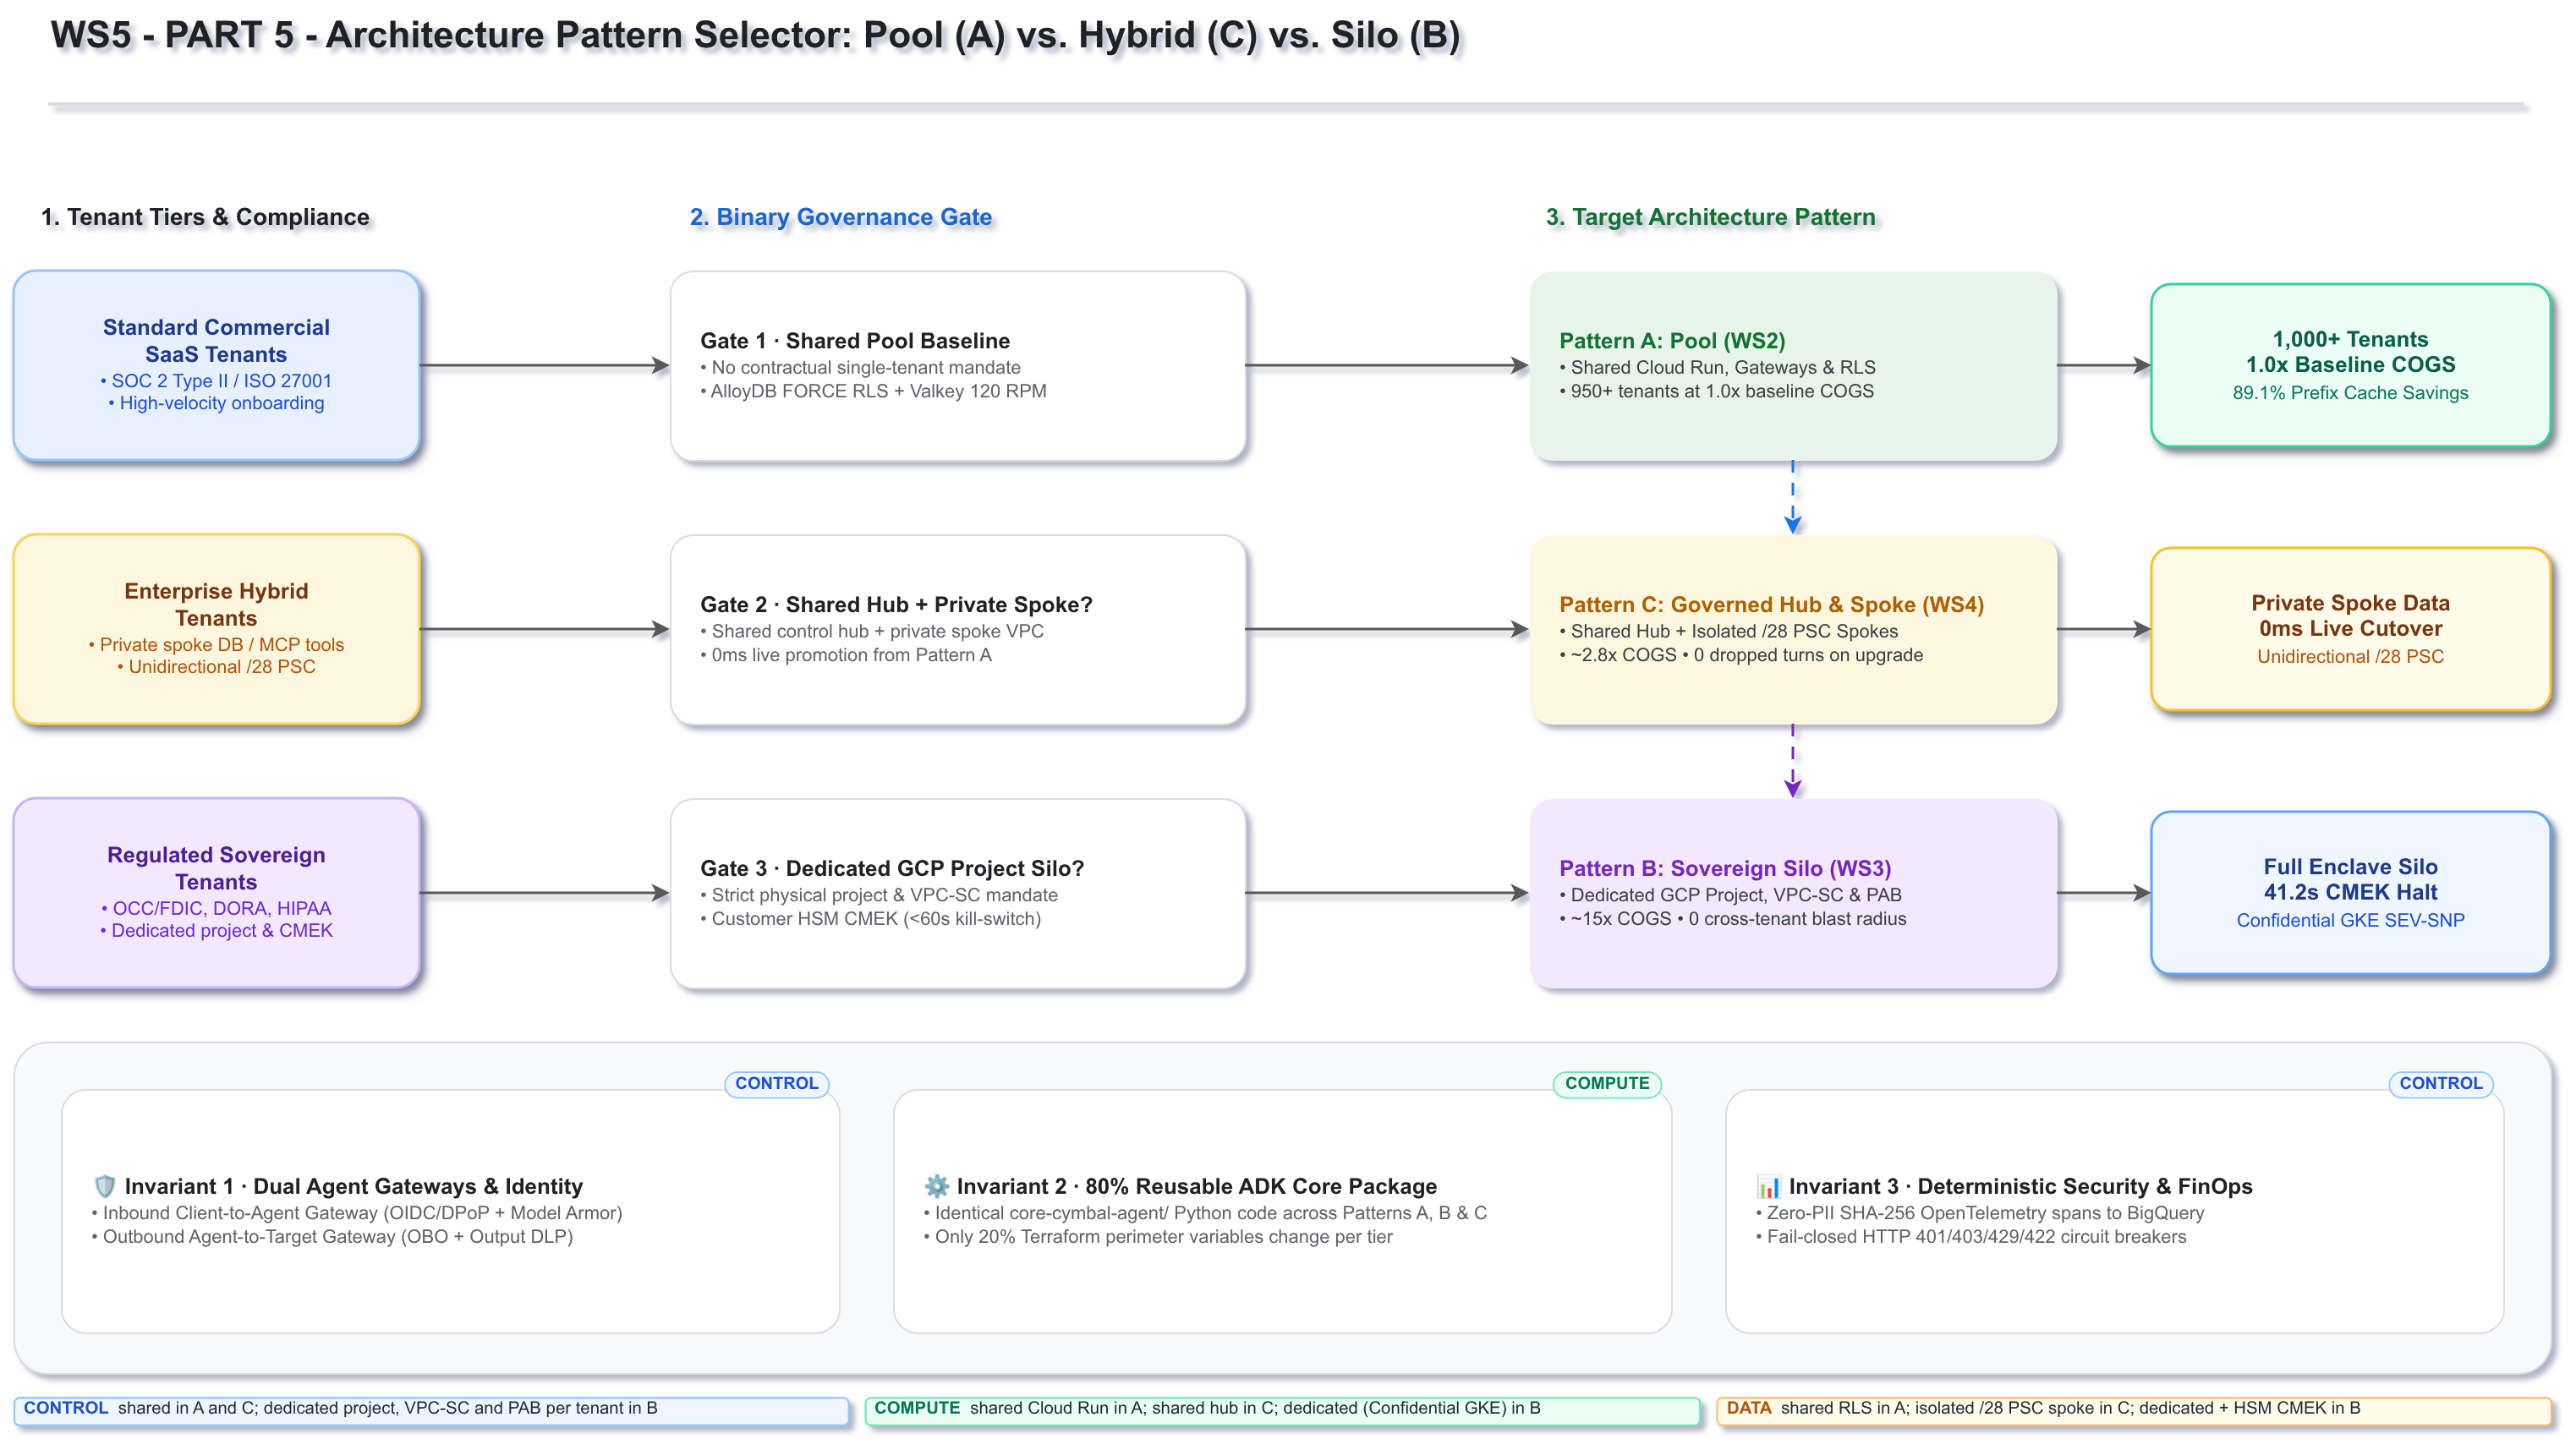 WS5 - PART 5 - Architecture Pattern Selector: Pool (A) vs. Hybrid (C) vs. Silo (B)
1. Tenant Tiers & Compliance
2. Binary Governance Gate
3. Target Architecture Pattern
Standard Commercial
SaaS Tenants
• SOC 2 Type II / ISO 27001
• High-velocity onboarding
Gate 1 · Shared Pool Baseline
• No contractual single-tenant mandate
• AlloyDB FORCE RLS + Valkey 120 RPM
Pattern A: Pool (WS2)
• Shared Cloud Run, Gateways & RLS
• 950+ tenants at 1.0x baseline COGS
1,000+ Tenants
1.0x Baseline COGS
89.1% Prefix Cache Savings
Enterprise Hybrid
Tenants
• Private spoke DB / MCP tools
• Unidirectional /28 PSC
Gate 2 · Shared Hub + Private Spoke?
• Shared control hub + private spoke VPC
• 0ms live promotion from Pattern A
Pattern C: Governed Hub & Spoke (WS4)
• Shared Hub + Isolated /28 PSC Spokes
• ~2.8x COGS • 0 dropped turns on upgrade
Private Spoke Data
0ms Live Cutover
Unidirectional /28 PSC
Regulated Sovereign
Tenants
• OCC/FDIC, DORA, HIPAA
• Dedicated project & CMEK
Gate 3 · Dedicated GCP Project Silo?
• Strict physical project & VPC-SC mandate
• Customer HSM CMEK (<60s kill-switch)
Pattern B: Sovereign Silo (WS3)
• Dedicated GCP Project, VPC-SC & PAB
• ~15x COGS • 0 cross-tenant blast radius
Full Enclave Silo
41.2s CMEK Halt
Confidential GKE SEV-SNP
CONTROL
🛡️ Invariant 1 · Dual Agent Gateways & Identity
• Inbound Client-to-Agent Gateway (OIDC/DPoP + Model Armor)
• Outbound Agent-to-Target Gateway (OBO + Output DLP)
COMPUTE
⚙️ Invariant 2 · 80% Reusable ADK Core Package
• Identical core-cymbal-agent/ Python code across Patterns A, B & C
• Only 20% Terraform perimeter variables change per tier
CONTROL
📊 Invariant 3 · Deterministic Security & FinOps
• Zero-PII SHA-256 OpenTelemetry spans to BigQuery
• Fail-closed HTTP 401/403/429/422 circuit breakers
CONTROL shared in A and C; dedicated project, VPC-SC and PAB per tenant in B
COMPUTE shared Cloud Run in A; shared hub in C; dedicated (Confidential GKE) in B
DATA shared RLS in A; isolated /28 PSC spoke in C; dedicated + HSM CMEK in B